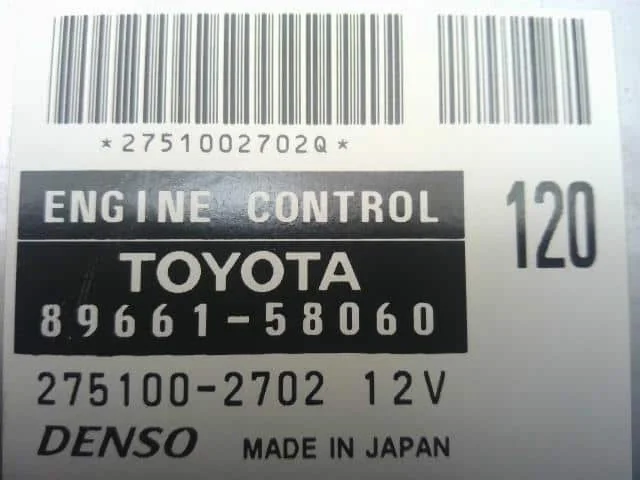 *2751002702Q*
ENGINE CONTROL
120
TOYOTA
89661-58060
275100-2702 12V
DENSO MADE IN JAPAN